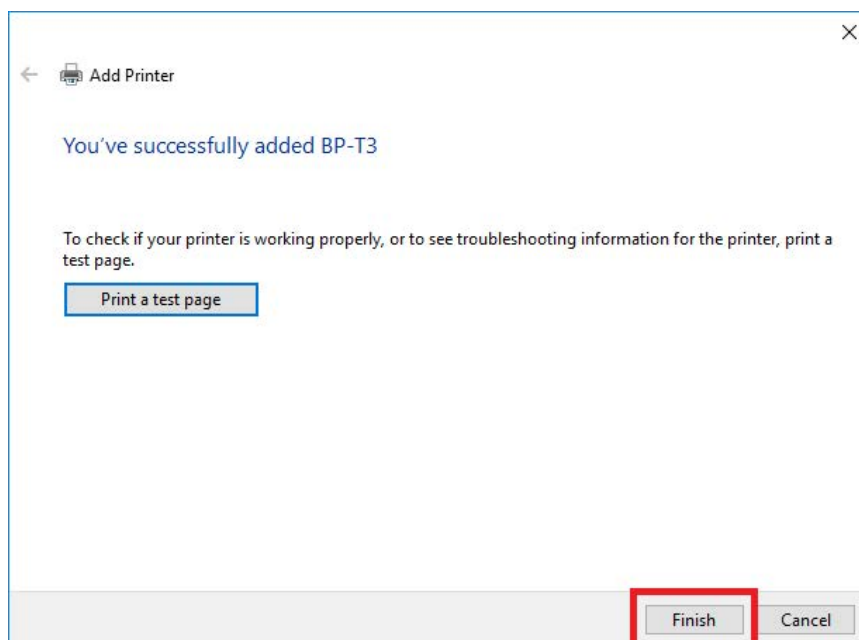 Add Printer
You've successfully added BP-T3
To check if your printer is working properly, or to see troubleshooting information for the printer, print a
test page.
Print a test page
Finish
Cancel